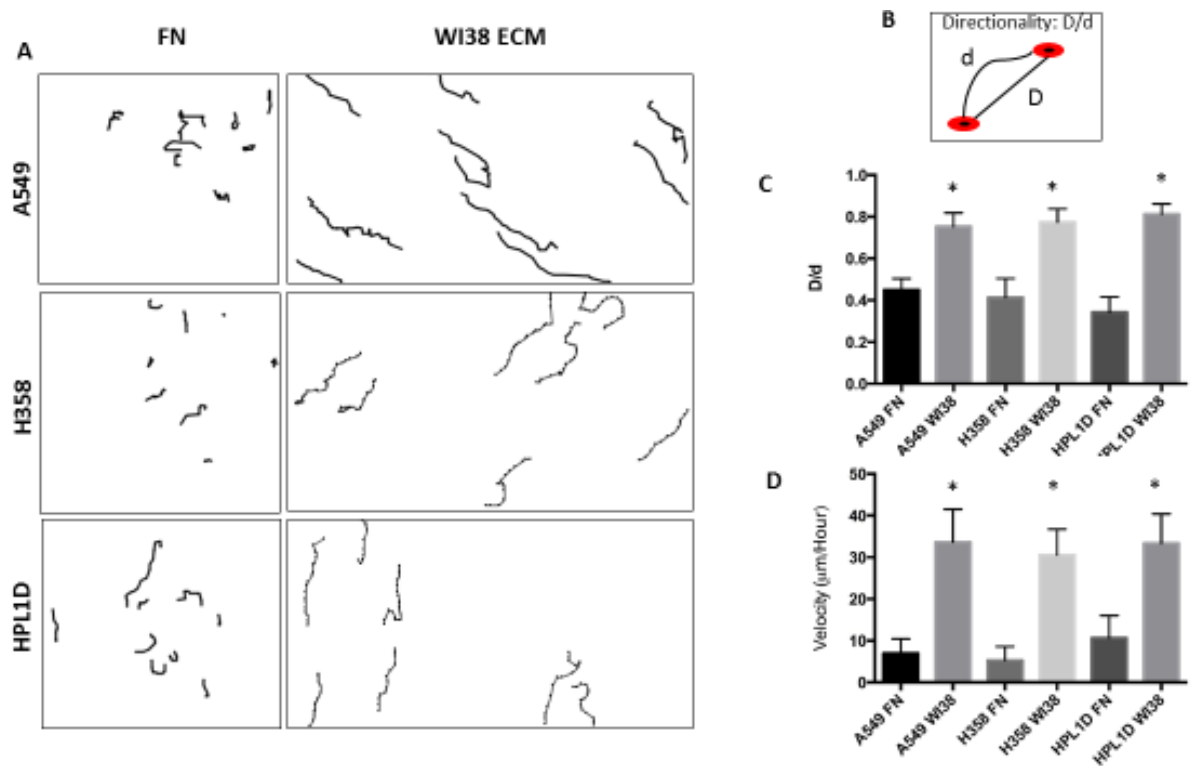 A
FN
WI38 ECM
A549
H358
HPL1D
B
Directionality: D/d
d
D
C
D/d
1.0
0.8
0.6
0.4
0.2
0.0
*
*
*
A549 FN
A549 WI38
H358 FN
H358 WI38
HPL1D FN
HPL1D WI38
D
Velocity (µm/Hour)
50
40
30
20
10
0
*
*
*
A549 FN
A549 WI38
H358 FN
H358 WI38
HPL1D FN
HPL1D WI38